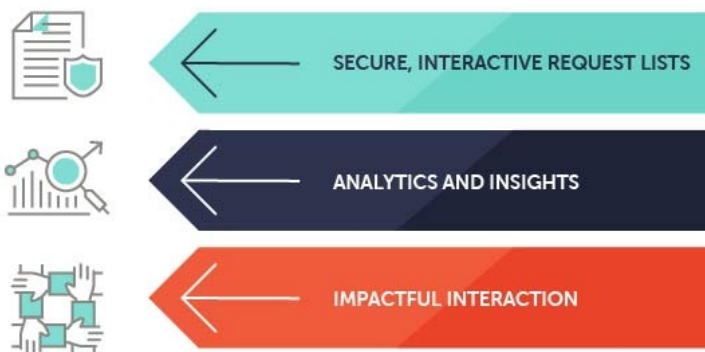 SECURE, INTERACTIVE REQUEST LISTS
ANALYTICS AND INSIGHTS
IMPACTFUL INTERACTION